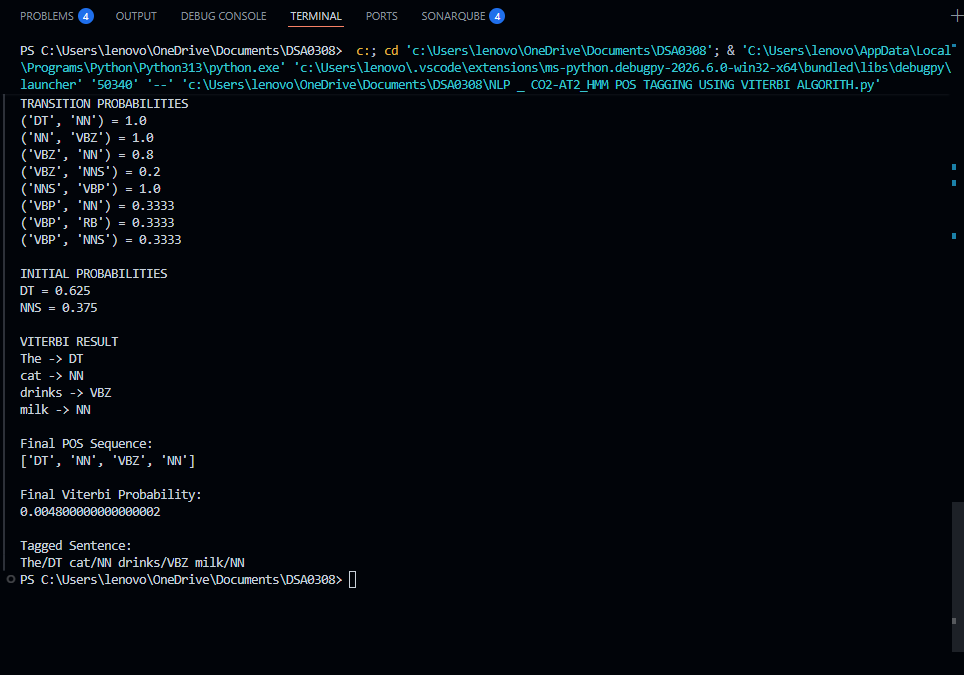 PROBLEMS 4 OUTPUT DEBUG CONSOLE TERMINAL PORTS SONARQUBE 4
PS C:\Users\lenovo\OneDrive\Documents\DSA0308> c:; cd 'c:\Users\lenovo\OneDrive\Documents\DSA0308'; & 'C:\Users\lenovo\AppData\Local
\Programs\Python\Python313\python.exe' 'c:\Users\lenovo\.vscode\extensions\ms-python.debugpy-2026.6.0-win32-x64\bundled\libs\debugpy\
launcher' '50340' '--' 'c:\Users\lenovo\OneDrive\Documents\DSA0308\NLP _ CO2-AT2_HMM POS TAGGING USING VITERBI ALGORITH.py'
TRANSITION PROBABILITIES
('DT', 'NN') = 1.0
('NN', 'VBZ') = 1.0
('VBZ', 'NN') = 0.8
('VBZ', 'NNS') = 0.2
('NNS', 'VBP') = 1.0
('VBP', 'NN') = 0.3333
('VBP', 'RB') = 0.3333
('VBP', 'NNS') = 0.3333
INITIAL PROBABILITIES
DT = 0.625
NNS = 0.375
VITERBI RESULT
The -> DT
cat -> NN
drinks -> VBZ
milk -> NN
Final POS Sequence:
['DT', 'NN', 'VBZ', 'NN']
Final Viterbi Probability:
0.004800000000000002
Tagged Sentence:
The/DT cat/NN drinks/VBZ milk/NN
PS C:\Users\lenovo\OneDrive\Documents\DSA0308>